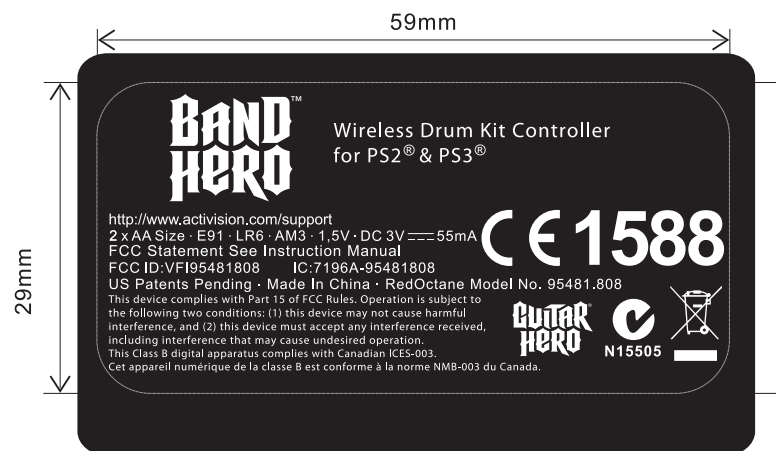 59mm
29mm
BAND™
HERO
Wireless Drum Kit Controller
for PS2® & PS3®
http://www.activision.com/support
2 x AA Size · E91 · LR6 · AM3 · 1,5V · DC 3V ⎓ 55mA
FCC Statement See Instruction Manual
FCC ID:VFI95481808 IC:7196A-95481808
US Patents Pending · Made In China · RedOctane Model No. 95481.808
This device complies with Part 15 of FCC Rules. Operation is subject to
the following two conditions: (1) this device may not cause harmful
interference, and (2) this device must accept any interference received,
including interference that may cause undesired operation.
This Class B digital apparatus complies with Canadian ICES-003.
Cet appareil numérique de la classe B est conforme à la norme NMB-003 du Canada.
CE 1588
GUITAR
HERO®
N15505